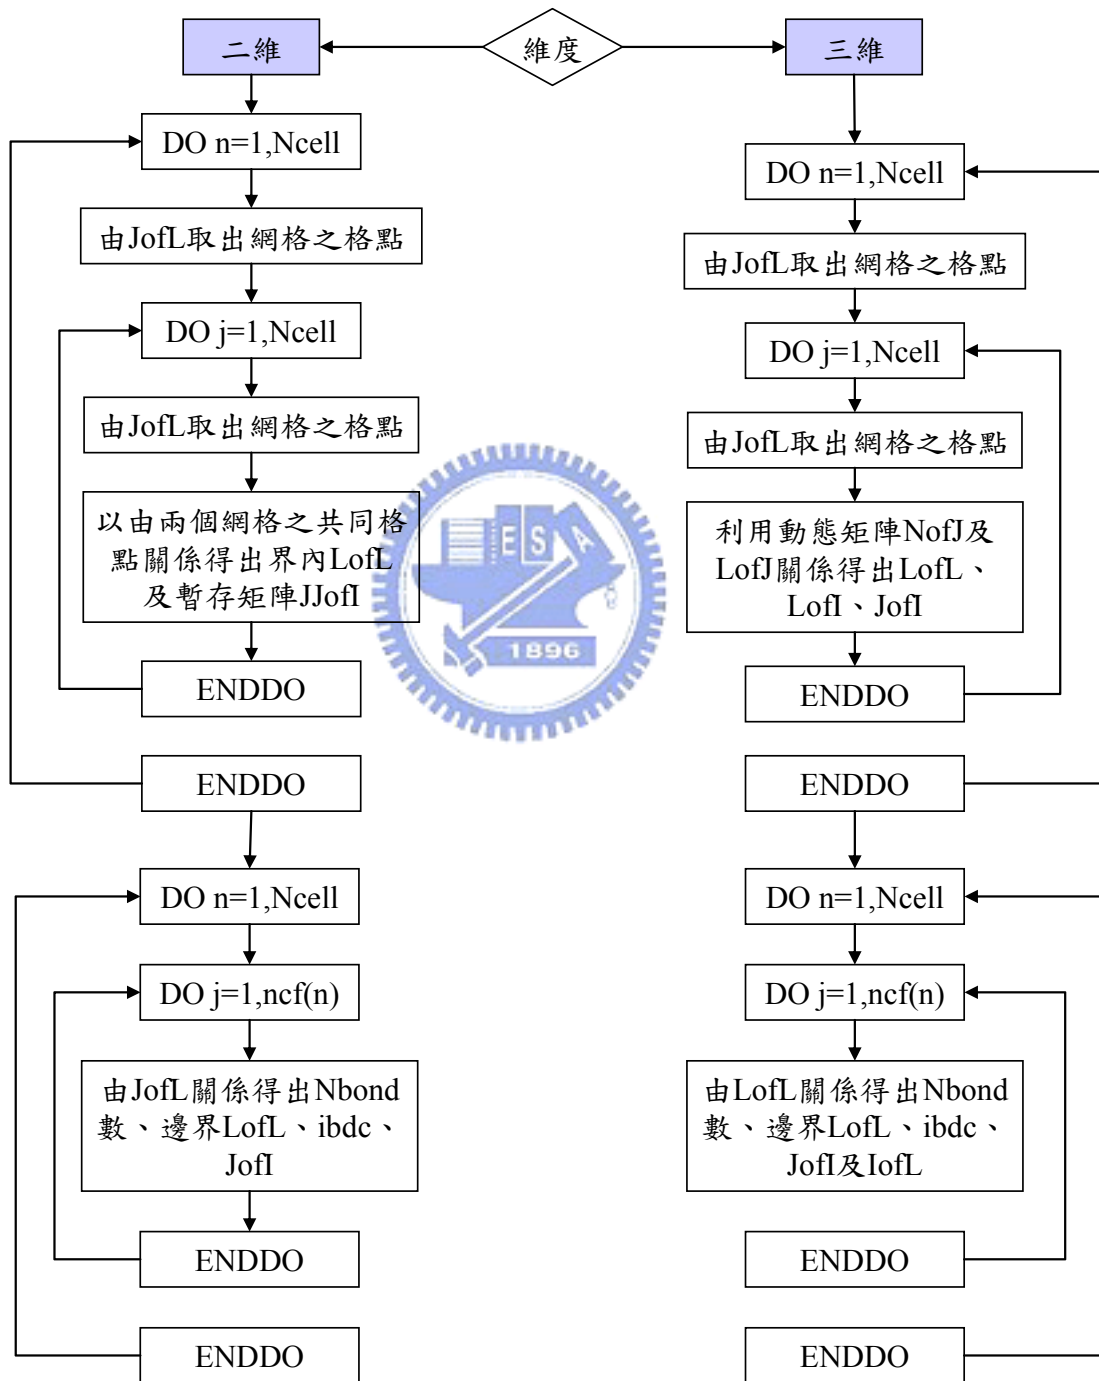 維度
二維
DO n=1,Ncell
由JofL取出網格之格點
DO j=1,Ncell
由JofL取出網格之格點
以由兩個網格之共同格
點關係得出界內LofL
及暫存矩陣JJofI
ENDDO
ENDDO
DO n=1,Ncell
DO j=1,ncf(n)
由JofL關係得出Nbond
數、邊界LofL、ibdc、
JofI
ENDDO
ENDDO
三維
DO n=1,Ncell
由JofL取出網格之格點
DO j=1,Ncell
由JofL取出網格之格點
利用動態矩陣NofJ及
LofJ關係得出LofL、
LofI、JofI
ENDDO
ENDDO
DO n=1,Ncell
DO j=1,ncf(n)
由LofL關係得出Nbond
數、邊界LofL、ibdc、
JofI及IofL
ENDDO
ENDDO
ESA
1896